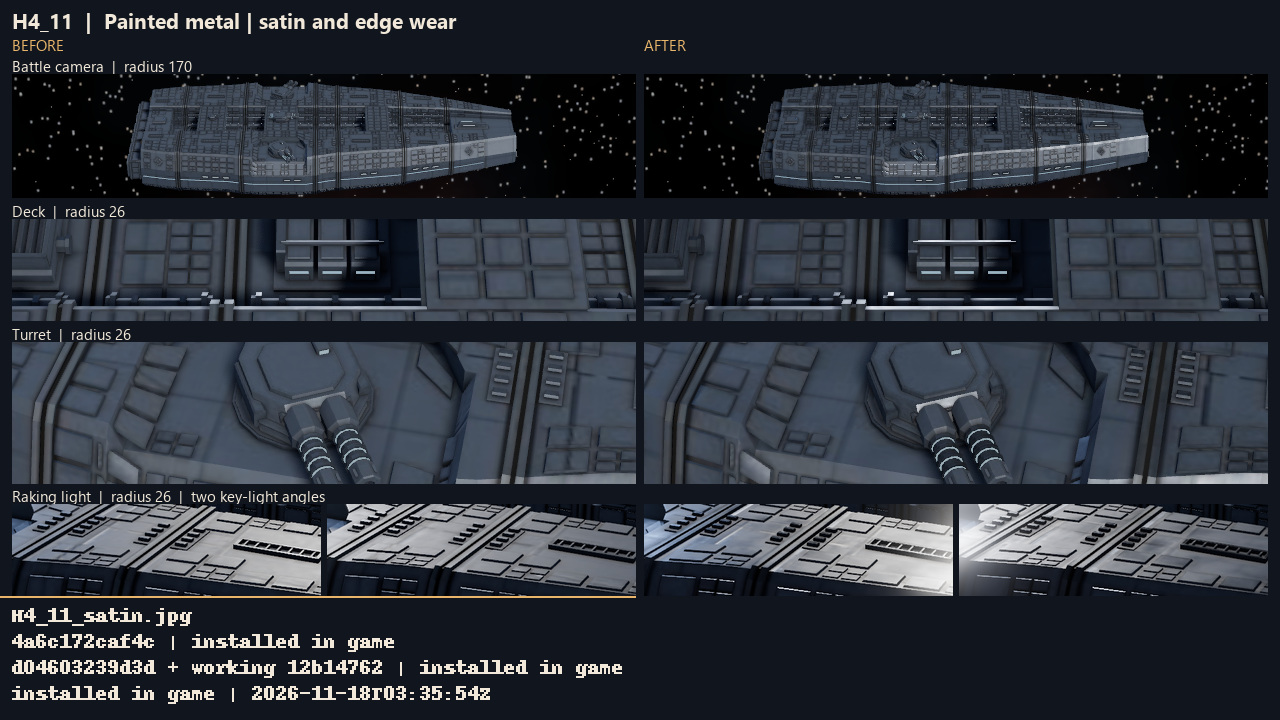 H4_11 | Painted metal | satin and edge wear
BEFORE
AFTER
Battle camera | radius 170
Deck | radius 26
Turret | radius 26
Raking light | radius 26 | two key-light angles
H4_11_satin.jpg
4a6c172caf4c | installed in game
d04603239d3d + working 12b14762 | installed in game
installed in game | 2026-11-18T03:35:54Z